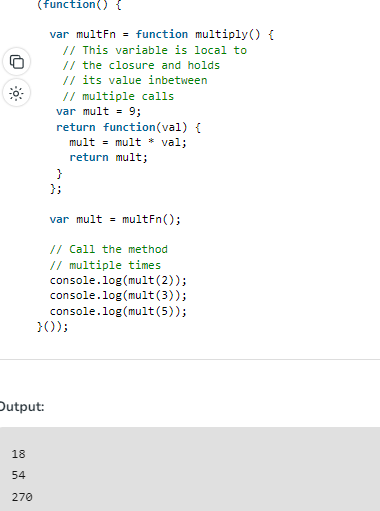 (function() {
var multFn = function multiply() {
// This variable is local to
// the closure and holds
// its value inbetween
// multiple calls
var mult = 9;
return function(val) {
mult = mult * val;
return mult;
}
};
var mult = multFn();
// Call the method
// multiple times
console.log(mult(2));
console.log(mult(3));
console.log(mult(5));
}());
Output:
18
54
270